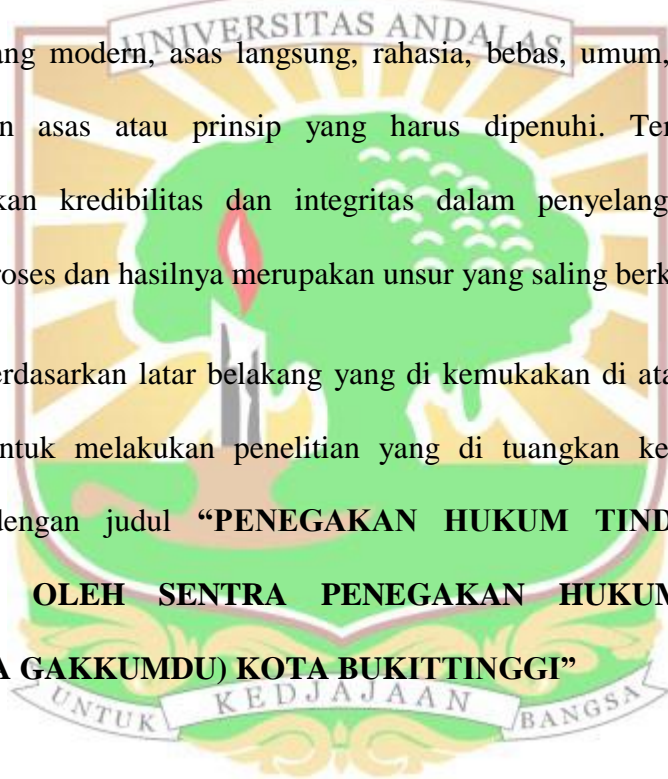 UNIVERSITAS ANDALAS
ang modern, asas langsung, rahasia, bebas, umum,
n asas atau prinsip yang harus dipenuhi. Ter
kan kredibilitas dan integritas dalam penyelang
roses dan hasilnya merupakan unsur yang saling berk
erdasarkan latar belakang yang di kemukakan di ata
ntuk melakukan penelitian yang di tuangkan ke
dengan judul “PENEGAKAN HUKUM TIND
OLEH SENTRA PENEGAKAN HUKUM
A GAKKUMDU) KOTA BUKITTINGGI”
UNTUK KEDJAJAAN BANGSA